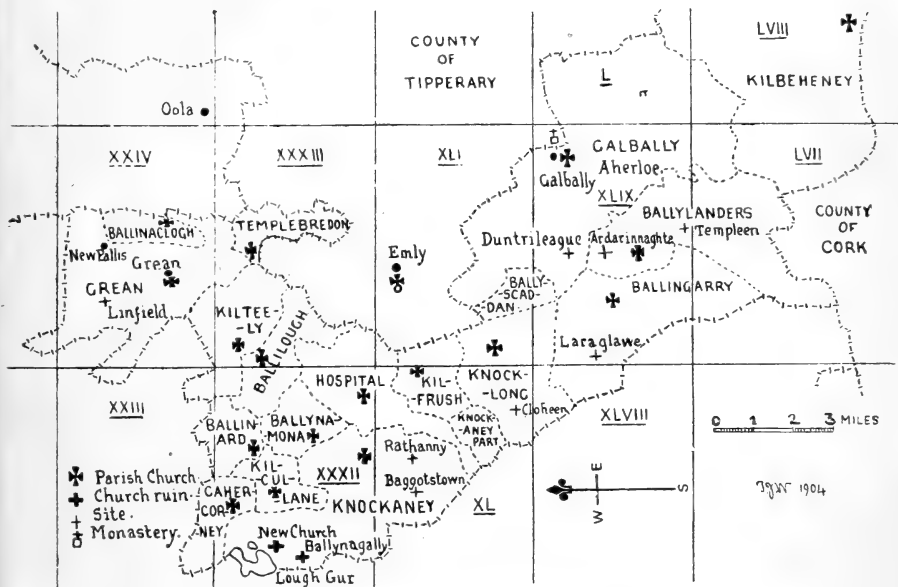 COUNTY
OF
TIPPERARY
LVIII
KILBEHENEY
L
Oola
XXIV
XXXIII
XLI
GALBALLY
Aherloe
Galbally
XLIX
LVII
BALLINACLOGH
TEMPLEBREDON
BALLYLANDERS
Templeen
COUNTY
OF
CORK
New Pallis
Grean
Emly
Duntrileague
Ardarinnaghte
GREAN
Linfield
BALLY-
SCAD-
DAN
BALLINGARRY
KILTEE-
-LY
BALLILOUGH
Laraglawe
HOSPITAL
KIL-
FRUSH
KNOCK-
-LONG
Cloheen
XXIII
BALLIN
ARD
BALLYNA-
MONA
KNOCK-
ANEY
PART
XLVIII
0 1 2 3 MILES
Rathanny
XXXII
Baggotstown
Parish Church
Church ruin
Site
Monastery
KIL-
CUL-
LANE
CAHER
COR-
NEY
KNOCKANEY
XL
E
W
S
TJW 1904
New Church
Ballynagally
Lough Gur